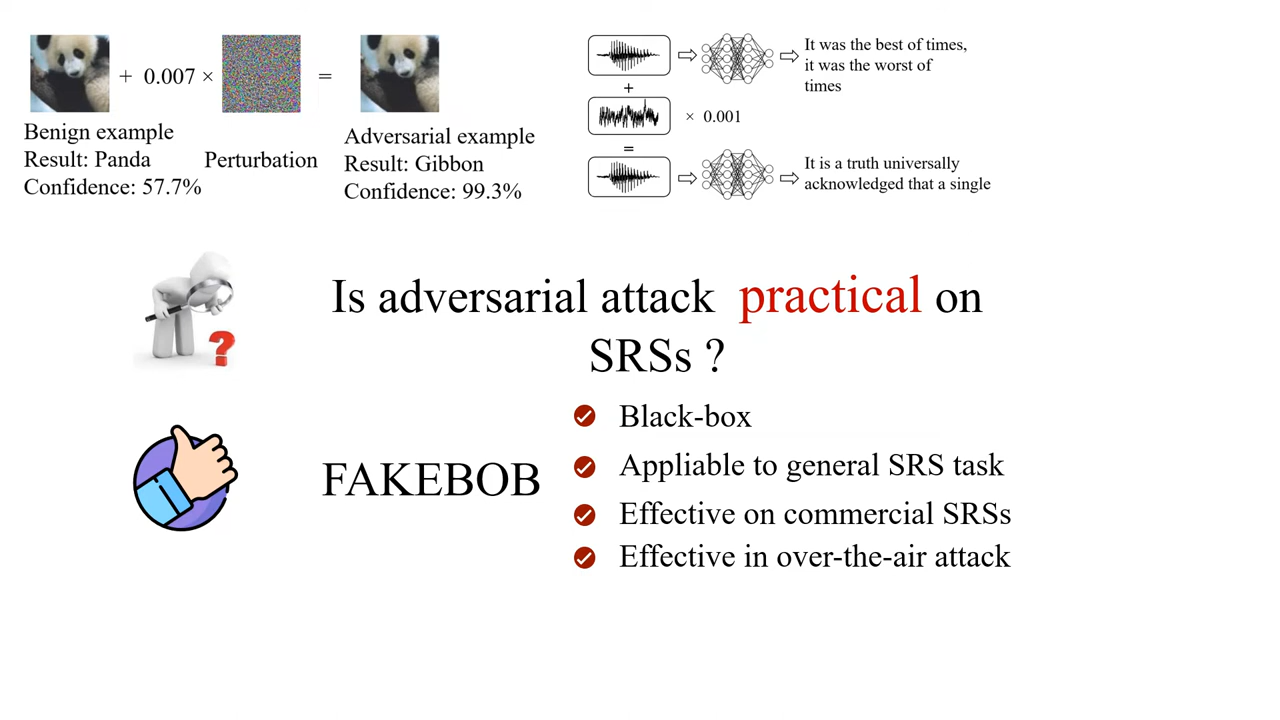 + 0.007 × =
Benign example
Result: Panda
Confidence: 57.7%
Perturbation
Adversarial example
Result: Gibbon
Confidence: 99.3%
It was the best of times,
it was the worst of
times
+
× 0.001
=
It is a truth universally
acknowledged that a single
Is adversarial attack practical on
SRSs ?
?
FAKEBOB
Black-box
Appliable to general SRS task
Effective on commercial SRSs
Effective in over-the-air attack